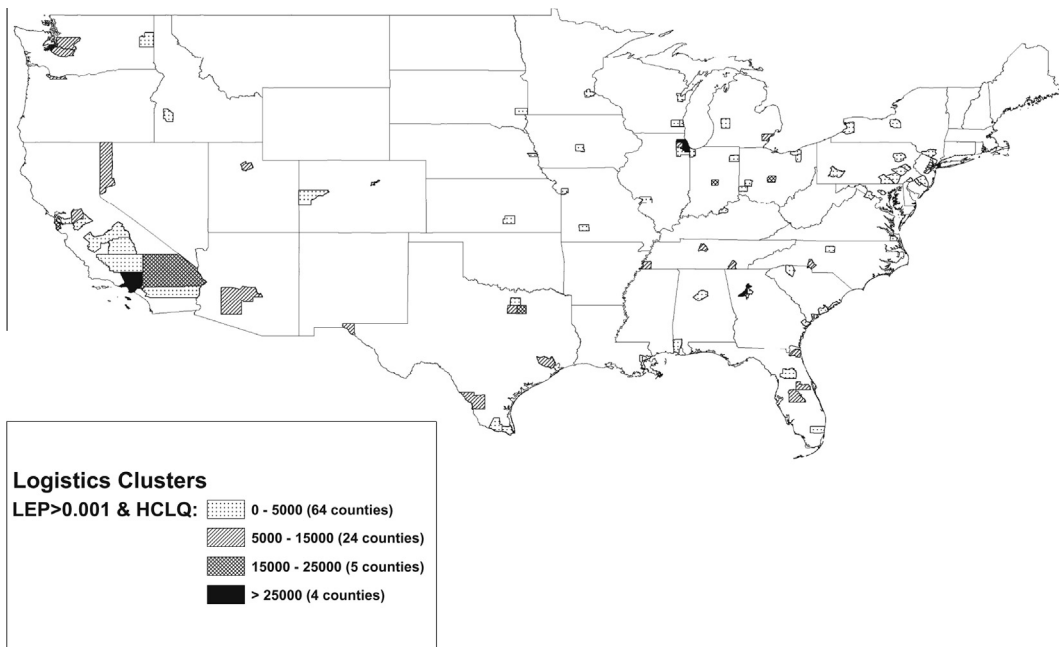 Logistics Clusters
LEP>0.001 & HCLQ:
0 - 5000 (64 counties)
5000 - 15000 (24 counties)
15000 - 25000 (5 counties)
> 25000 (4 counties)